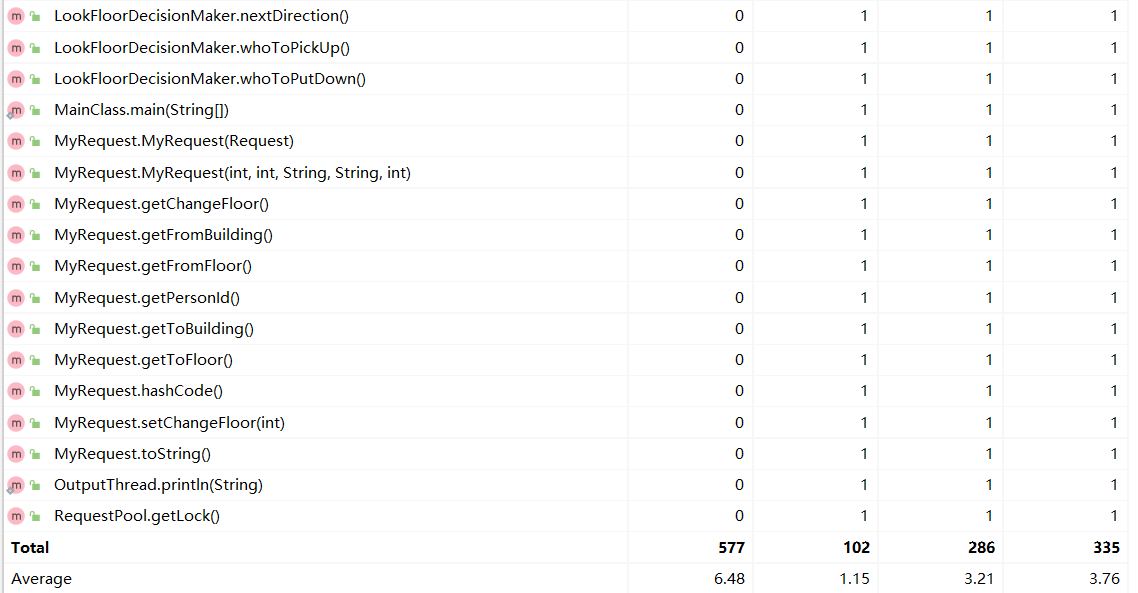 m LookFloorDecisionMaker.nextDirection() 0 1 1 1
m LookFloorDecisionMaker.whoToPickUp() 0 1 1 1
m LookFloorDecisionMaker.whoToPutDown() 0 1 1 1
m MainClass.main(String[]) 0 1 1 1
m MyRequest.MyRequest(Request) 0 1 1 1
m MyRequest.MyRequest(int, int, String, String, int) 0 1 1 1
m MyRequest.getChangeFloor() 0 1 1 1
m MyRequest.getFromBuilding() 0 1 1 1
m MyRequest.getFromFloor() 0 1 1 1
m MyRequest.getPersonId() 0 1 1 1
m MyRequest.getToBuilding() 0 1 1 1
m MyRequest.getToFloor() 0 1 1 1
m MyRequest.hashCode() 0 1 1 1
m MyRequest.setChangeFloor(int) 0 1 1 1
m MyRequest.toString() 0 1 1 1
m OutputThread.println(String) 0 1 1 1
m RequestPool.getLock() 0 1 1 1
Total 577 102 286 335
Average 6.48 1.15 3.21 3.76